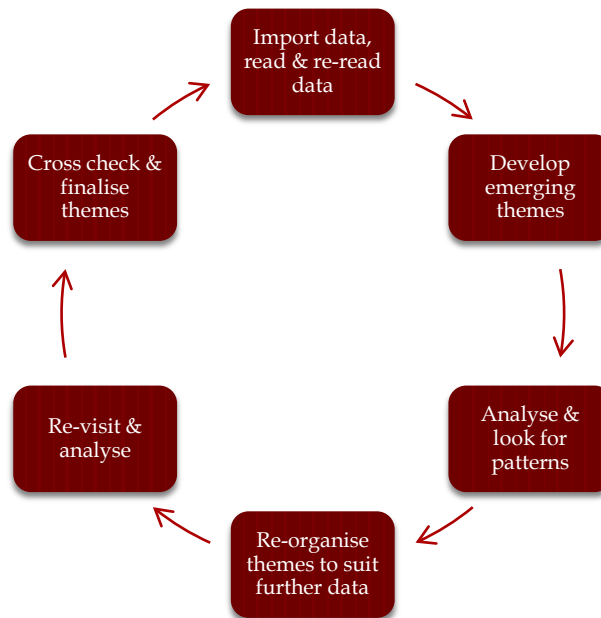 Import data,
read & re-read
data
Develop
emerging
themes
Analyse &
look for
patterns
Re-organise
themes to suit
further data
Re-visit &
analyse
Cross check &
finalise
themes